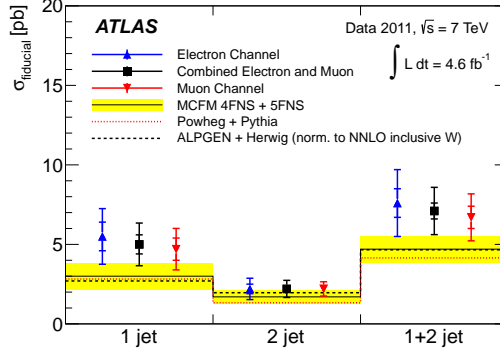 σfiducial [pb]
20
15
10
5
0
ATLAS
Data 2011, √s = 7 TeV
∫ L dt = 4.6 fb⁻¹
Electron Channel
Combined Electron and Muon
Muon Channel
MCFM 4FNS + 5FNS
Powheg + Pythia
ALPGEN + Herwig (norm. to NNLO inclusive W)
1 jet
2 jet
1+2 jet